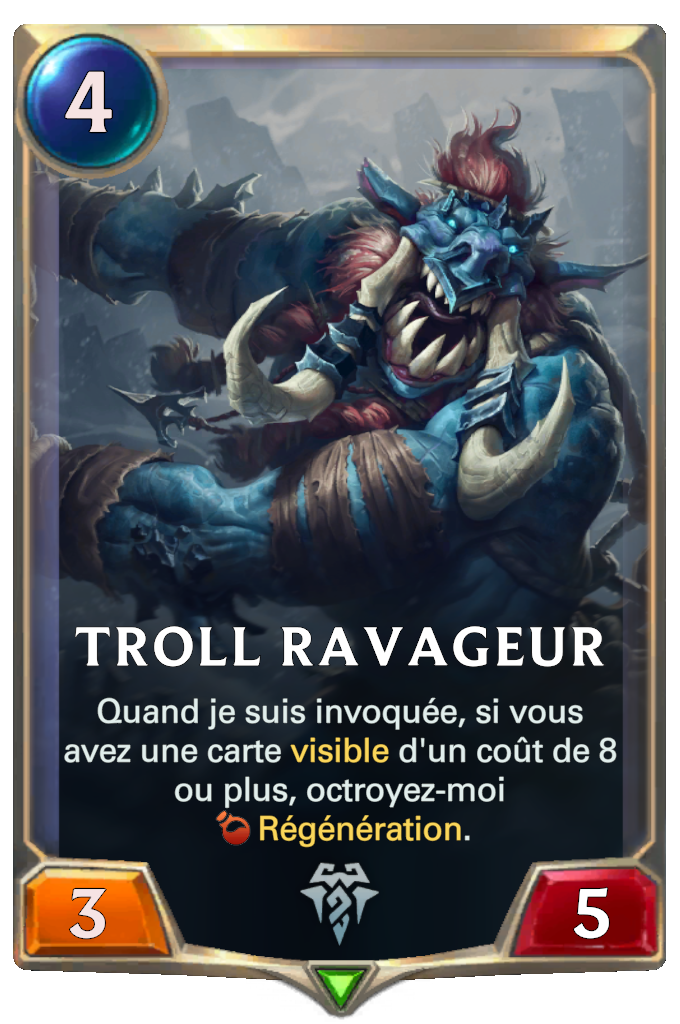 4
TROLL RAVAGEUR
Quand je suis invoquée, si vous
avez une carte visible d'un coût de 8
ou plus, octroyez-moi
Régénération.
3
5